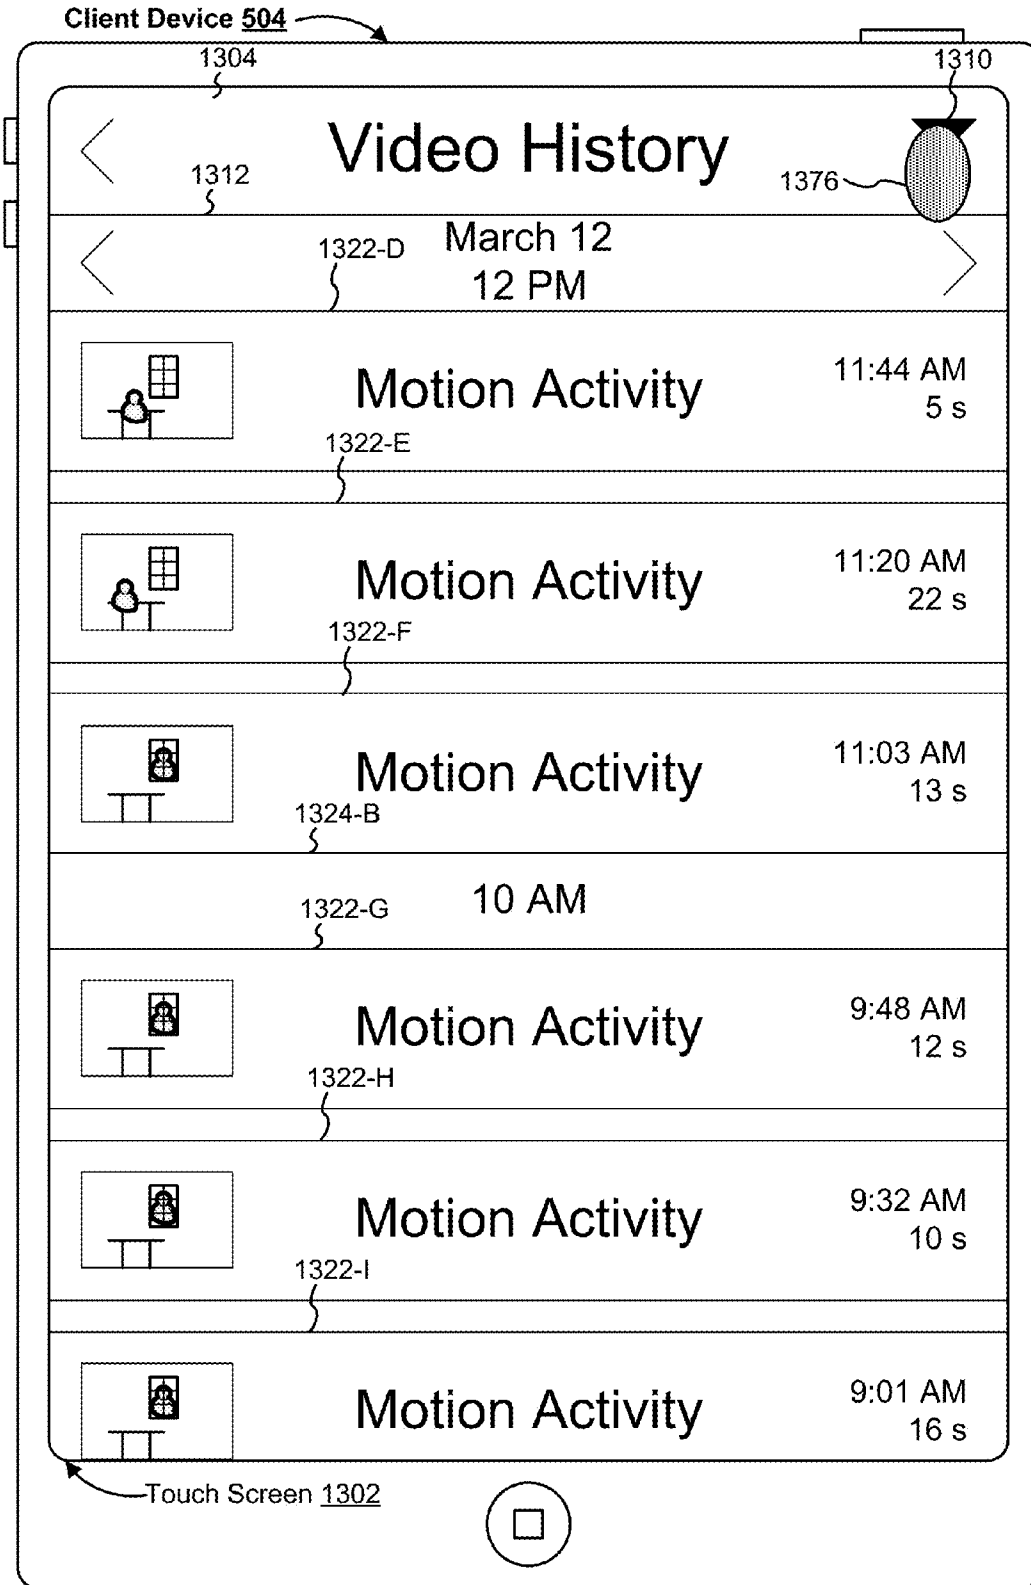 Client Device 504
1304
1310
Video History
1376
1312
March 12
12 PM
1322-D
Motion Activity
11:44 AM
5 s
1322-E
Motion Activity
11:20 AM
22 s
1322-F
Motion Activity
11:03 AM
13 s
1324-B
10 AM
1322-G
Motion Activity
9:48 AM
12 s
1322-H
Motion Activity
9:32 AM
10 s
1322-I
Motion Activity
9:01 AM
16 s
Touch Screen 1302